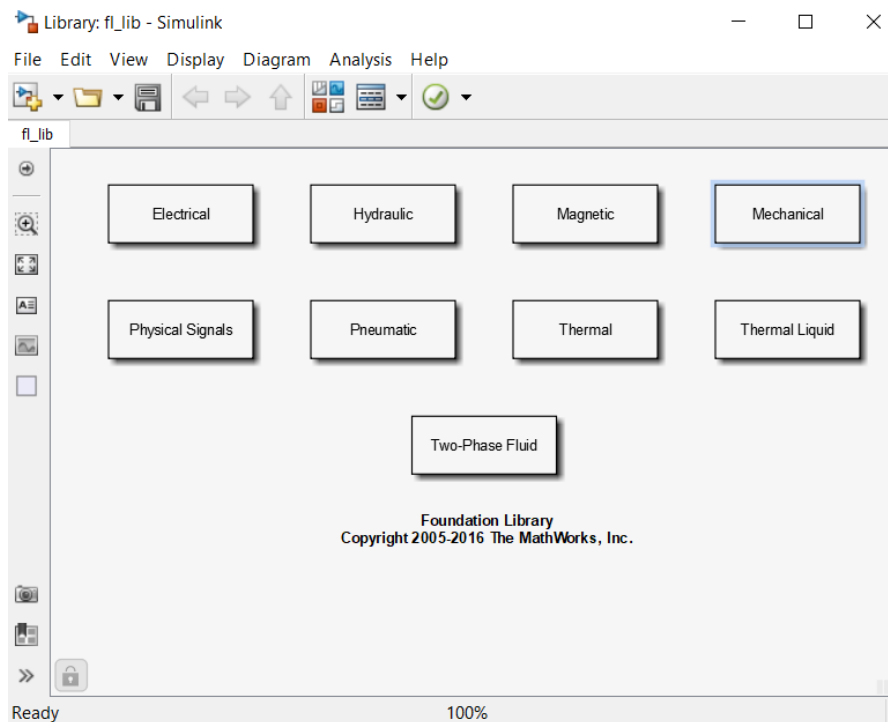 Library: fl_lib - Simulink
File Edit View Display Diagram Analysis Help
fl_lib
Electrical Hydraulic Magnetic Mechanical
Physical Signals Pneumatic Thermal Thermal Liquid
Two-Phase Fluid
Foundation Library
Copyright 2005-2016 The MathWorks, Inc.
Ready 100%